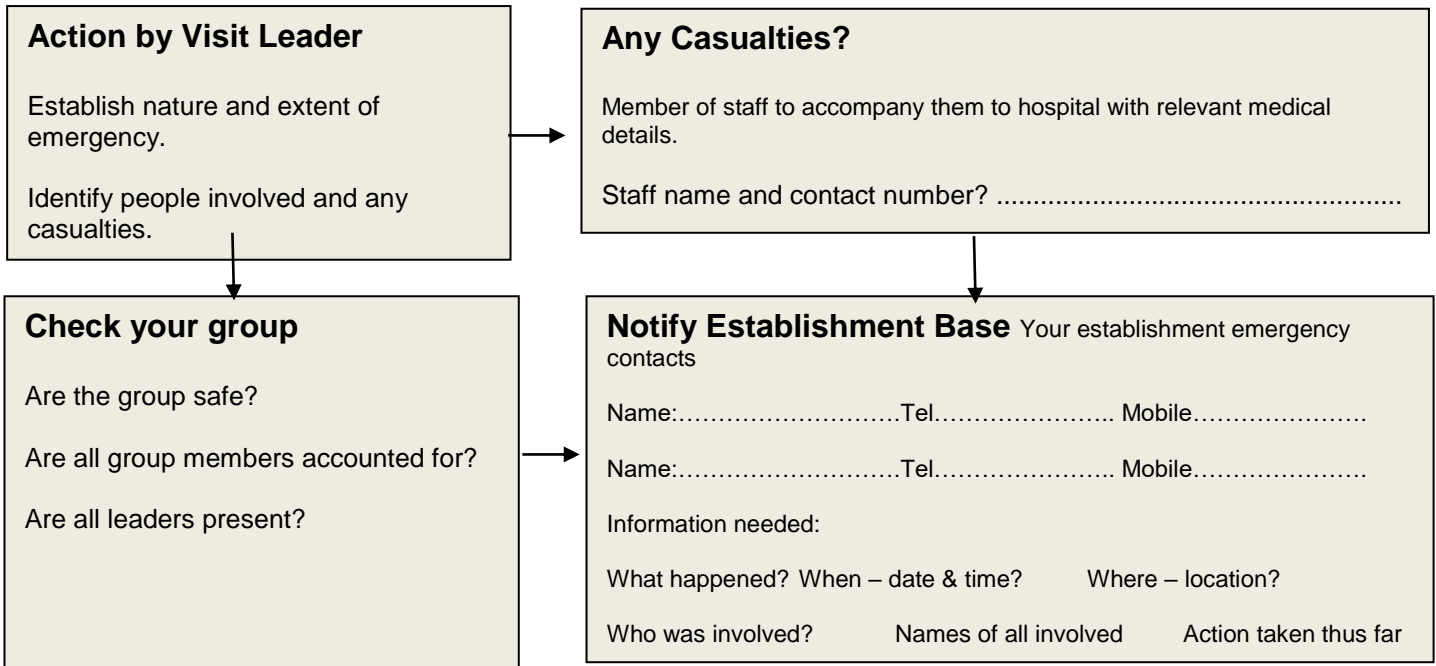 Action by Visit Leader
Establish nature and extent of
emergency.
Identify people involved and any
casualties.
Any Casualties?
Member of staff to accompany them to hospital with relevant medical
details.
Staff name and contact number? ......................................................
Check your group
Are the group safe?
Are all group members accounted for?
Are all leaders present?
Notify Establishment Base Your establishment emergency
contacts
Name:……………………….Tel………………….. Mobile………………….
Name:……………………….Tel………………….. Mobile………………….
Information needed:
What happened? When – date & time? Where – location?
Who was involved? Names of all involved Action taken thus far